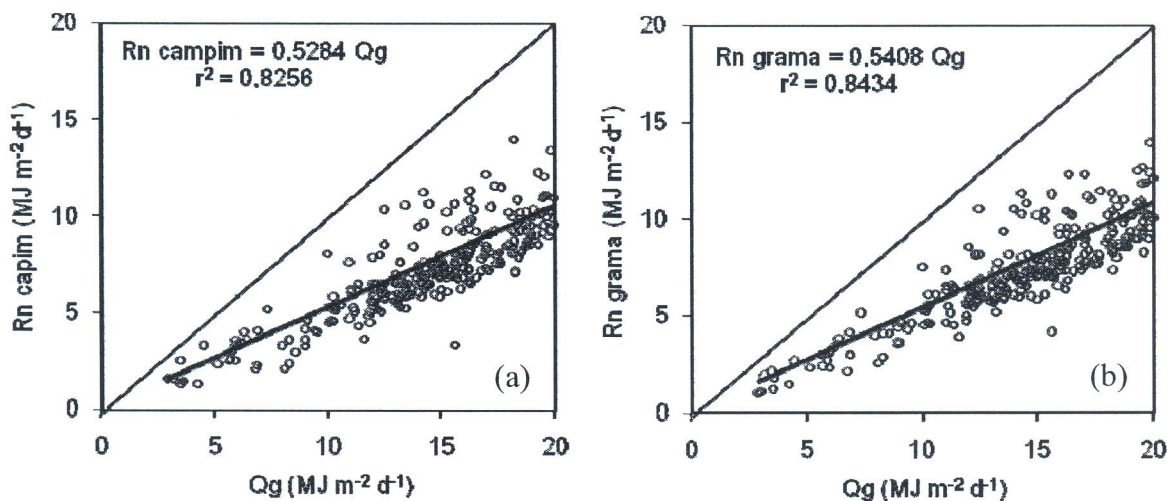 Rn campim = 0.5284 Qg
r² = 0.8256
Rn capim (MJ m⁻² d⁻¹)
20
15
10
5
0
0 5 10 15 20
Qg (MJ m⁻² d⁻¹)
(a)
Rn grama = 0.5408 Qg
r² = 0.8434
Rn grama (MJ m⁻² d⁻¹)
20
15
10
5
0
0 5 10 15 20
Qg (MJ m⁻² d⁻¹)
(b)